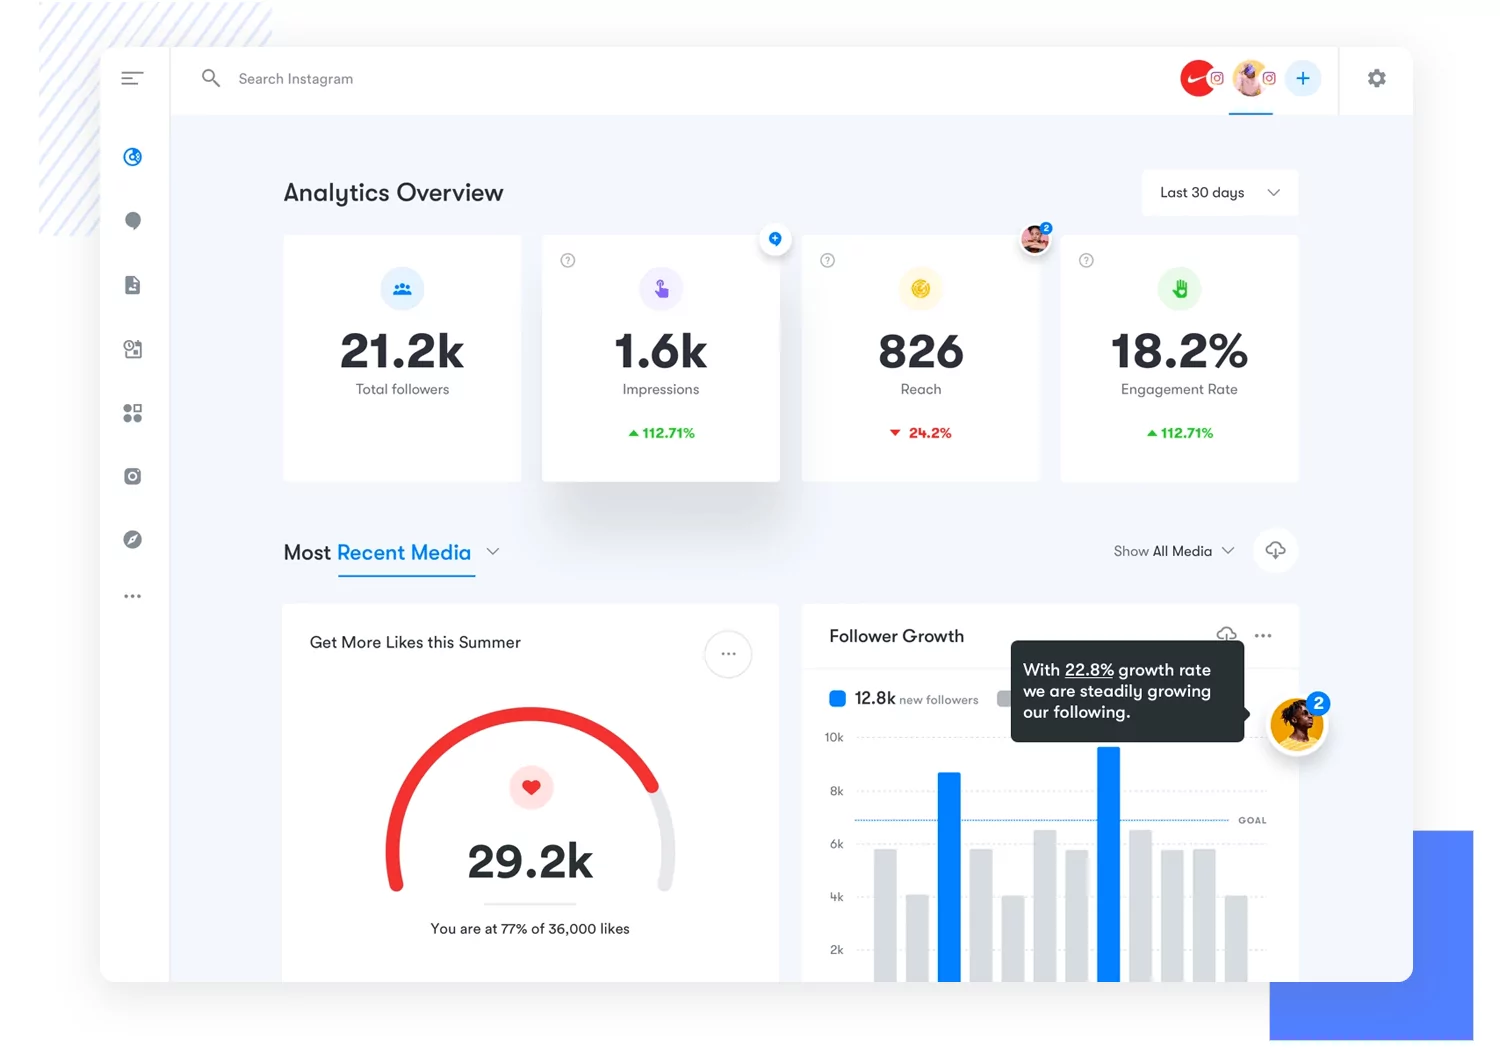 Search Instagram
Analytics Overview
Last 30 days
21.2k
Total followers
?
1.6k
Impressions
112.71%
2
?
826
Reach
24.2%
?
18.2%
Engagement Rate
112.71%
Most Recent Media
Show All Media
Get More Likes this Summer
29.2k
You are at 77% of 36,000 likes
Follower Growth
With 22.8% growth rate
we are steadily growing
our following.
2
12.8k new followers
10k
8k
GOAL
6k
4k
2k